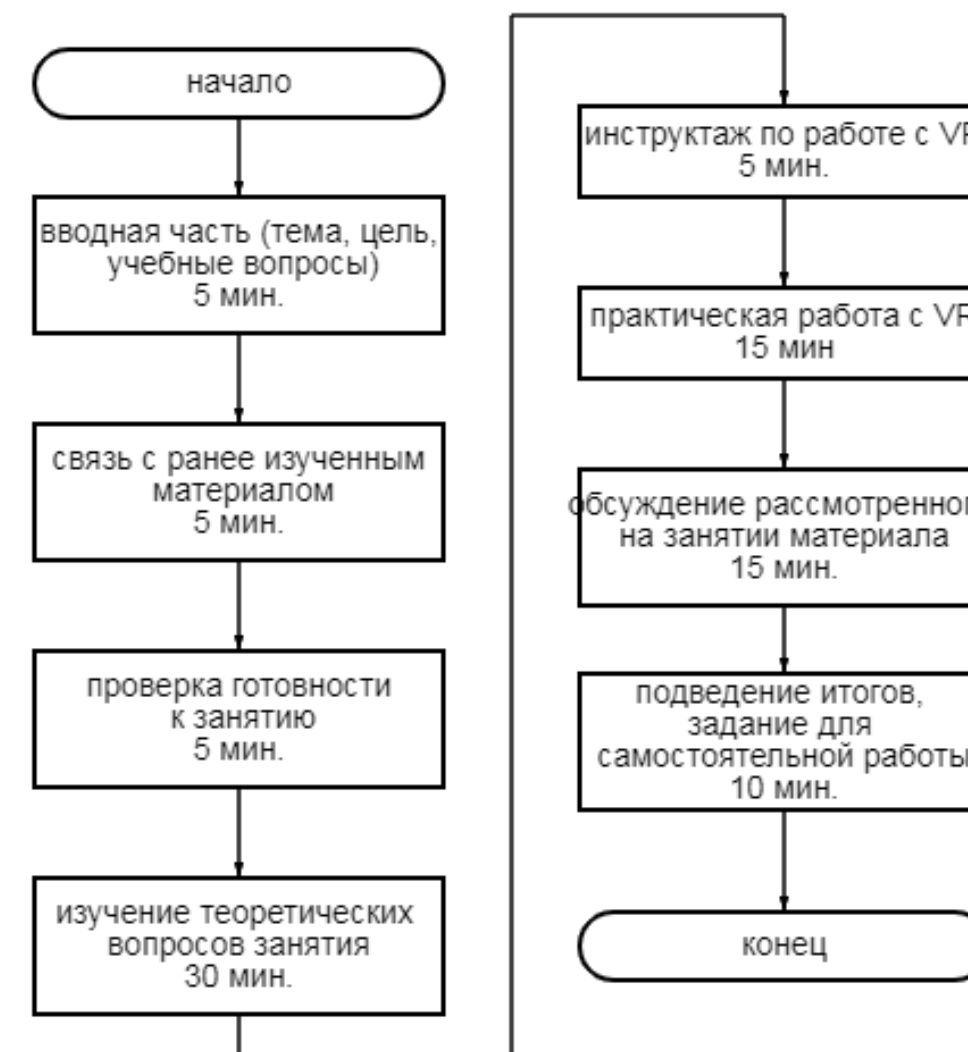 начало
вводная часть (тема, цель,
учебные вопросы)
5 мин.
связь с ранее изученным
материалом
5 мин.
проверка готовности
к занятию
5 мин.
изучение теоретических
вопросов занятия
30 мин.
инструктаж по работе с
5 мин.
практическая работа с
15 мин
обсуждение
на занятии материала
15 мин.
подведение итогов,
задание для
самостоятельной работы
10 мин.
конец